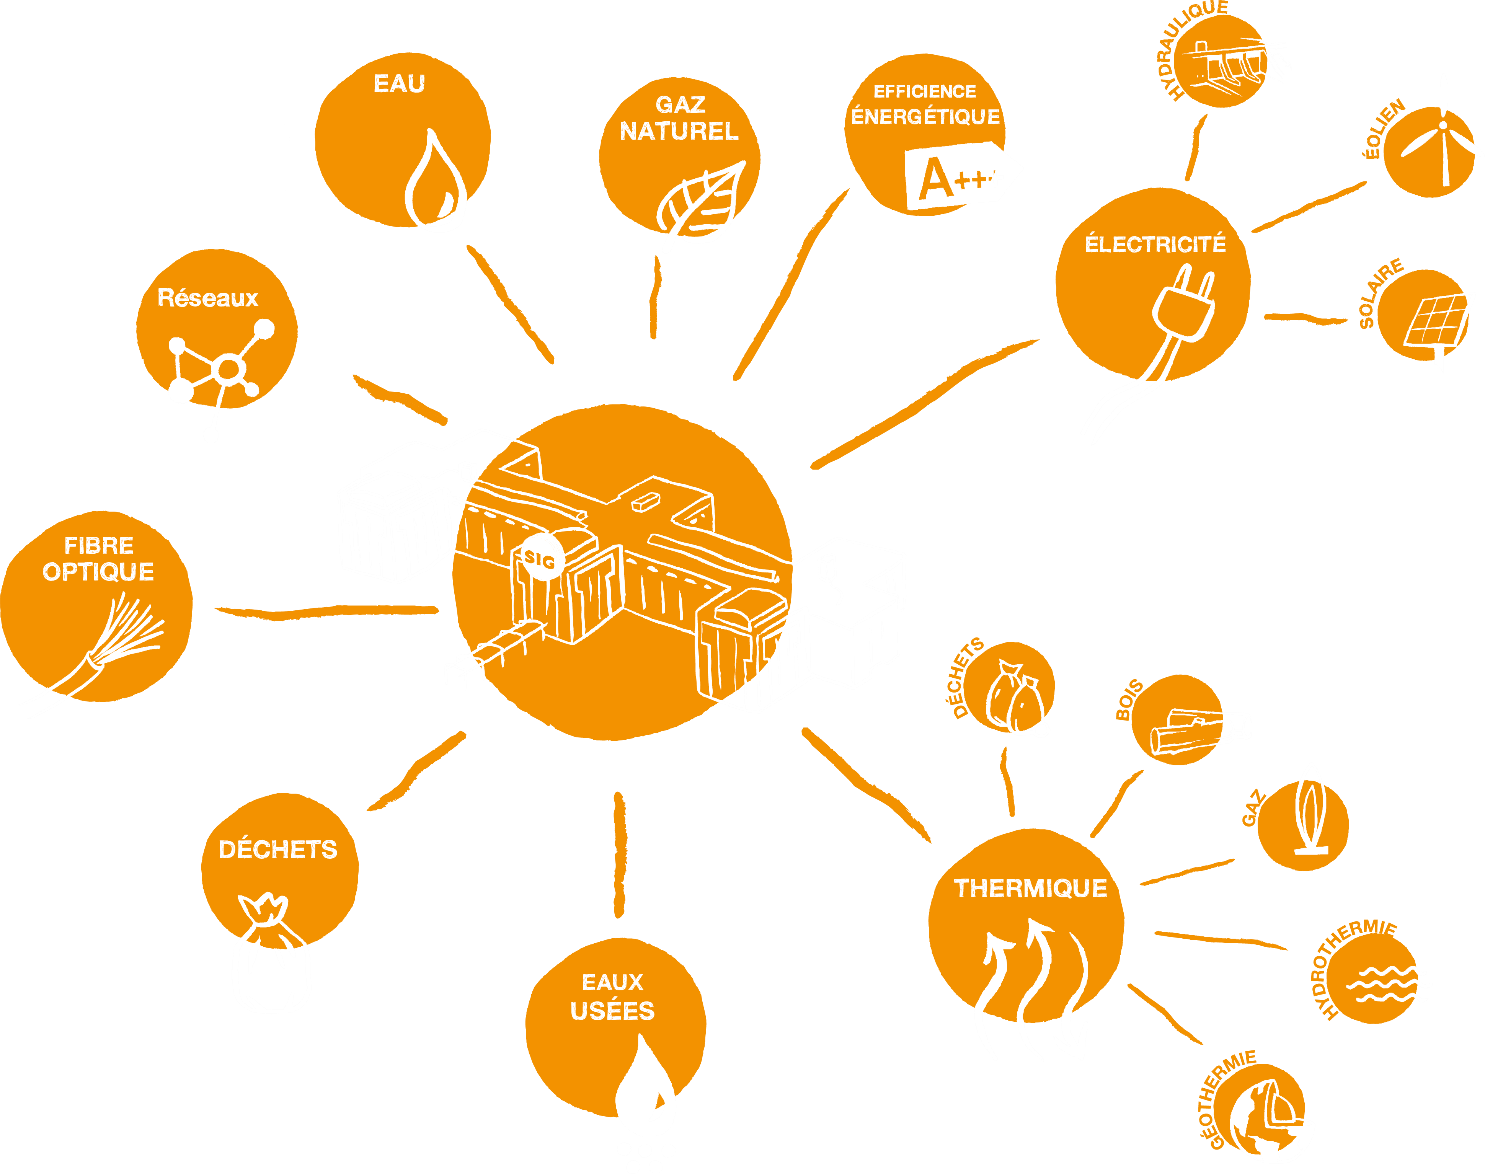 HYDRAULIQUE
EAU
GAZ
NATUREL
EFFICIENCE
ÉNERGÉTIQUE
A+++
ÉOLIEN
ÉLECTRICITÉ
SOLAIRE
Réseaux
FIBRE
OPTIQUE
SIG
DÉCHETS
BOIS
GAZ
DÉCHETS
THERMIQUE
HYDROTHERMIE
EAUX
USÉES
GÉOTHERMIE